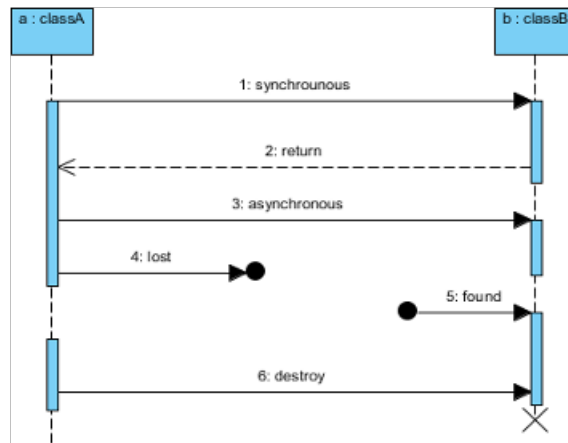 a : classA
b : classB
1: synchrounous
2: return
3: asynchronous
4: lost
5: found
6: destroy